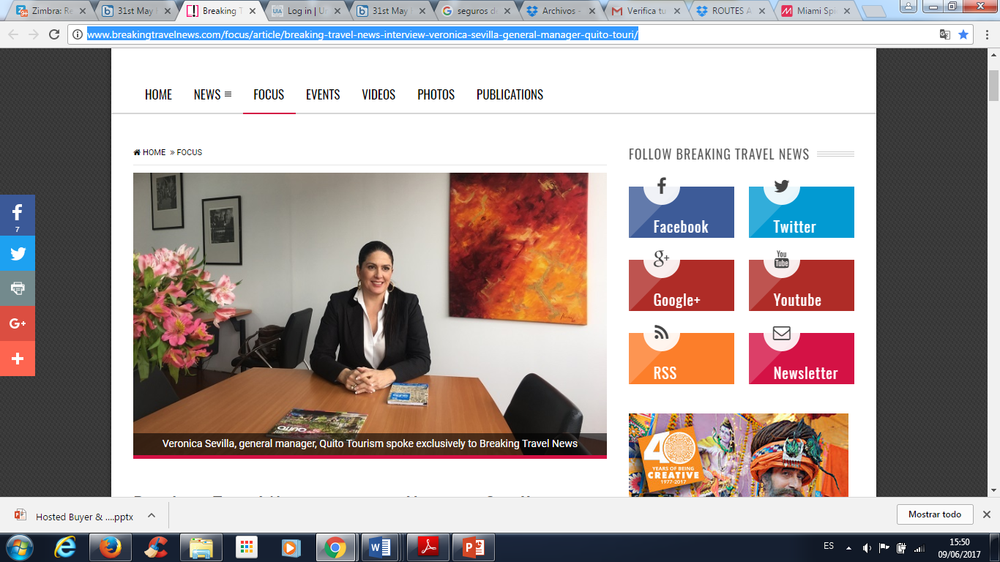 Zimbra: Re
31st May
Breaking T
Log in | U
31st May
seguros de
Archivos -
Verifica tu
ROUTES A
Miami Spi
www.breakingtravelnews.com/focus/article/breaking-travel-news-interview-veronica-sevilla-general-manager-quito-touri/
HOME NEWS FOCUS EVENTS VIDEOS PHOTOS PUBLICATIONS
HOME » FOCUS
FOLLOW BREAKING TRAVEL NEWS
Facebook
Twitter
7
You
Tube
Google+
Youtube
RSS
Newsletter
Veronica Sevilla, general manager, Quito Tourism spoke exclusively to Breaking Travel News
40
YEARS OF BEING
CREATIVE
1977-2017
Hosted Buyer & ....pptx
Mostrar todo
ES
15:50
09/06/2017